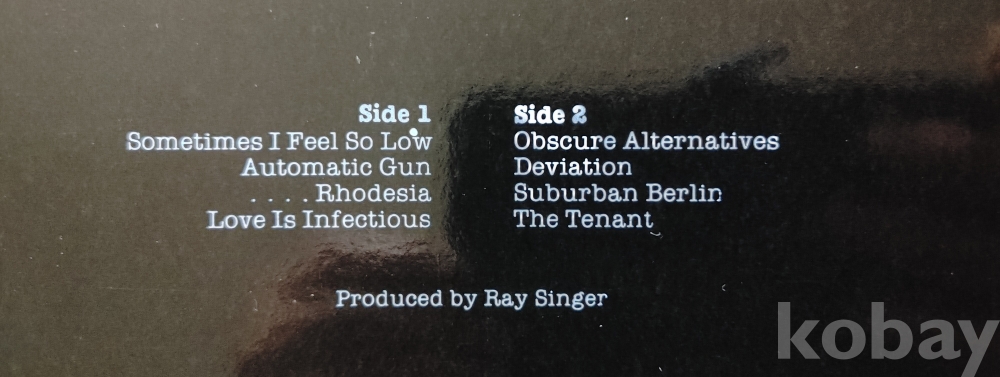 Side 1
Sometimes I Feel So Low
Automatic Gun
. . . . Rhodesia
Love Is Infectious
Side 2
Obscure Alternatives
Deviation
Suburban Berlin
The Tenant
Produced by Ray Singer
kobay